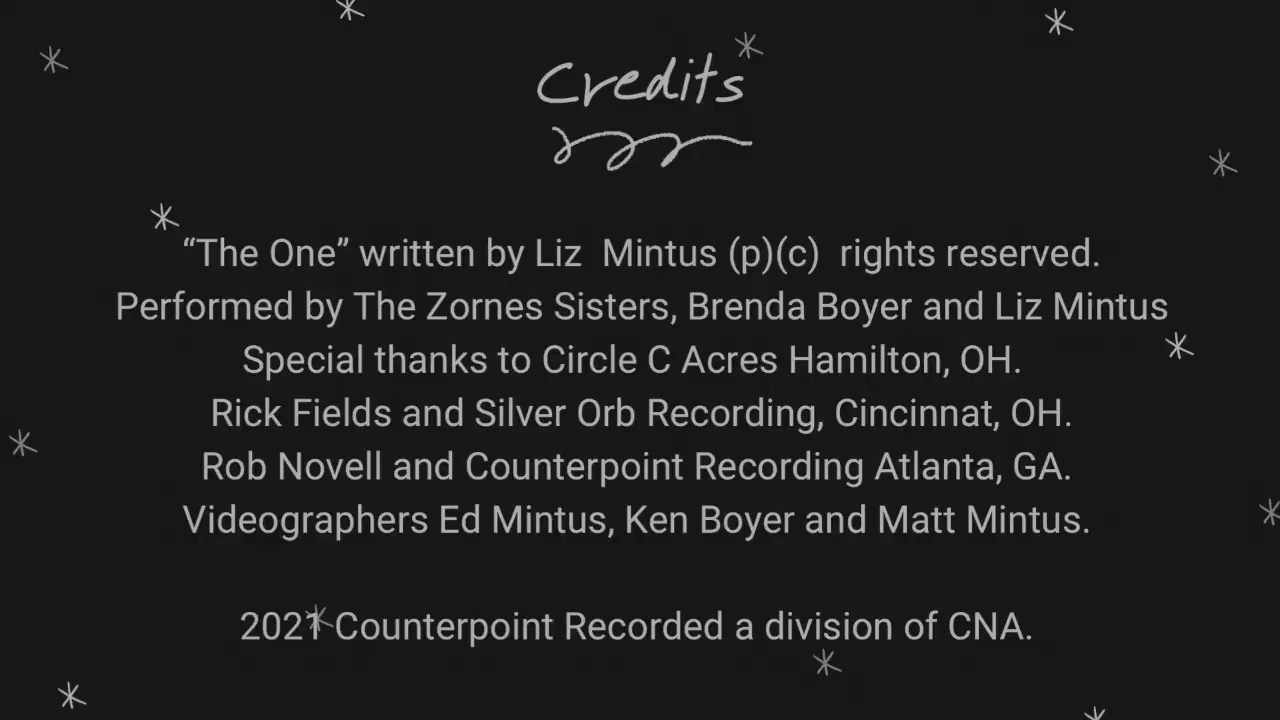 Credits
“The One” written by Liz  Mintus (p)(c)  rights reserved.
Performed by The Zornes Sisters, Brenda Boyer and Liz Mintus
Special thanks to Circle C Acres Hamilton, OH.
Rick Fields and Silver Orb Recording, Cincinnat, OH.
Rob Novell and Counterpoint Recording Atlanta, GA.
Videographers Ed Mintus, Ken Boyer and Matt Mintus.
2021 Counterpoint Recorded a division of CNA.